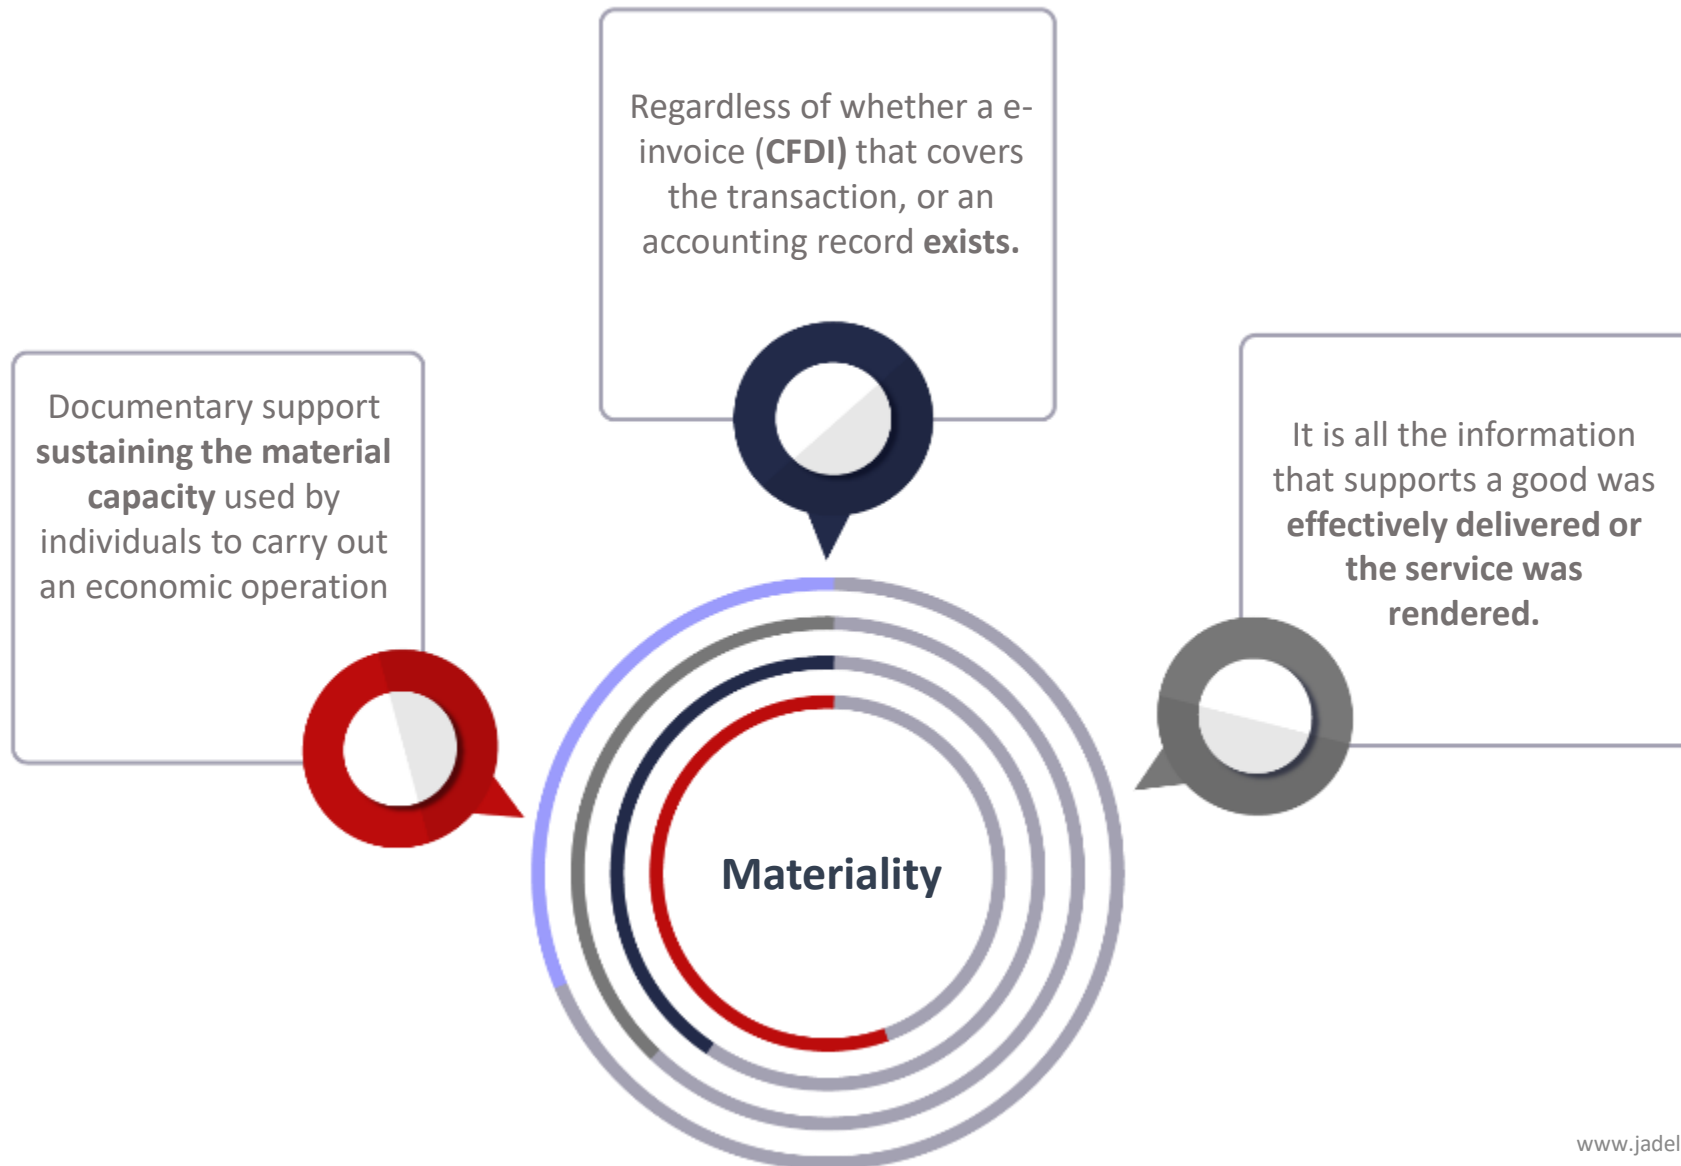 Regardless of whether a e-
invoice (CFDI) that covers
the transaction, or an
accounting record exists.
Documentary support
sustaining the material
capacity used by
individuals to carry out
an economic operation
It is all the information
that supports a good was
effectively delivered or
the service was
rendered.
Materiality
www.jadel